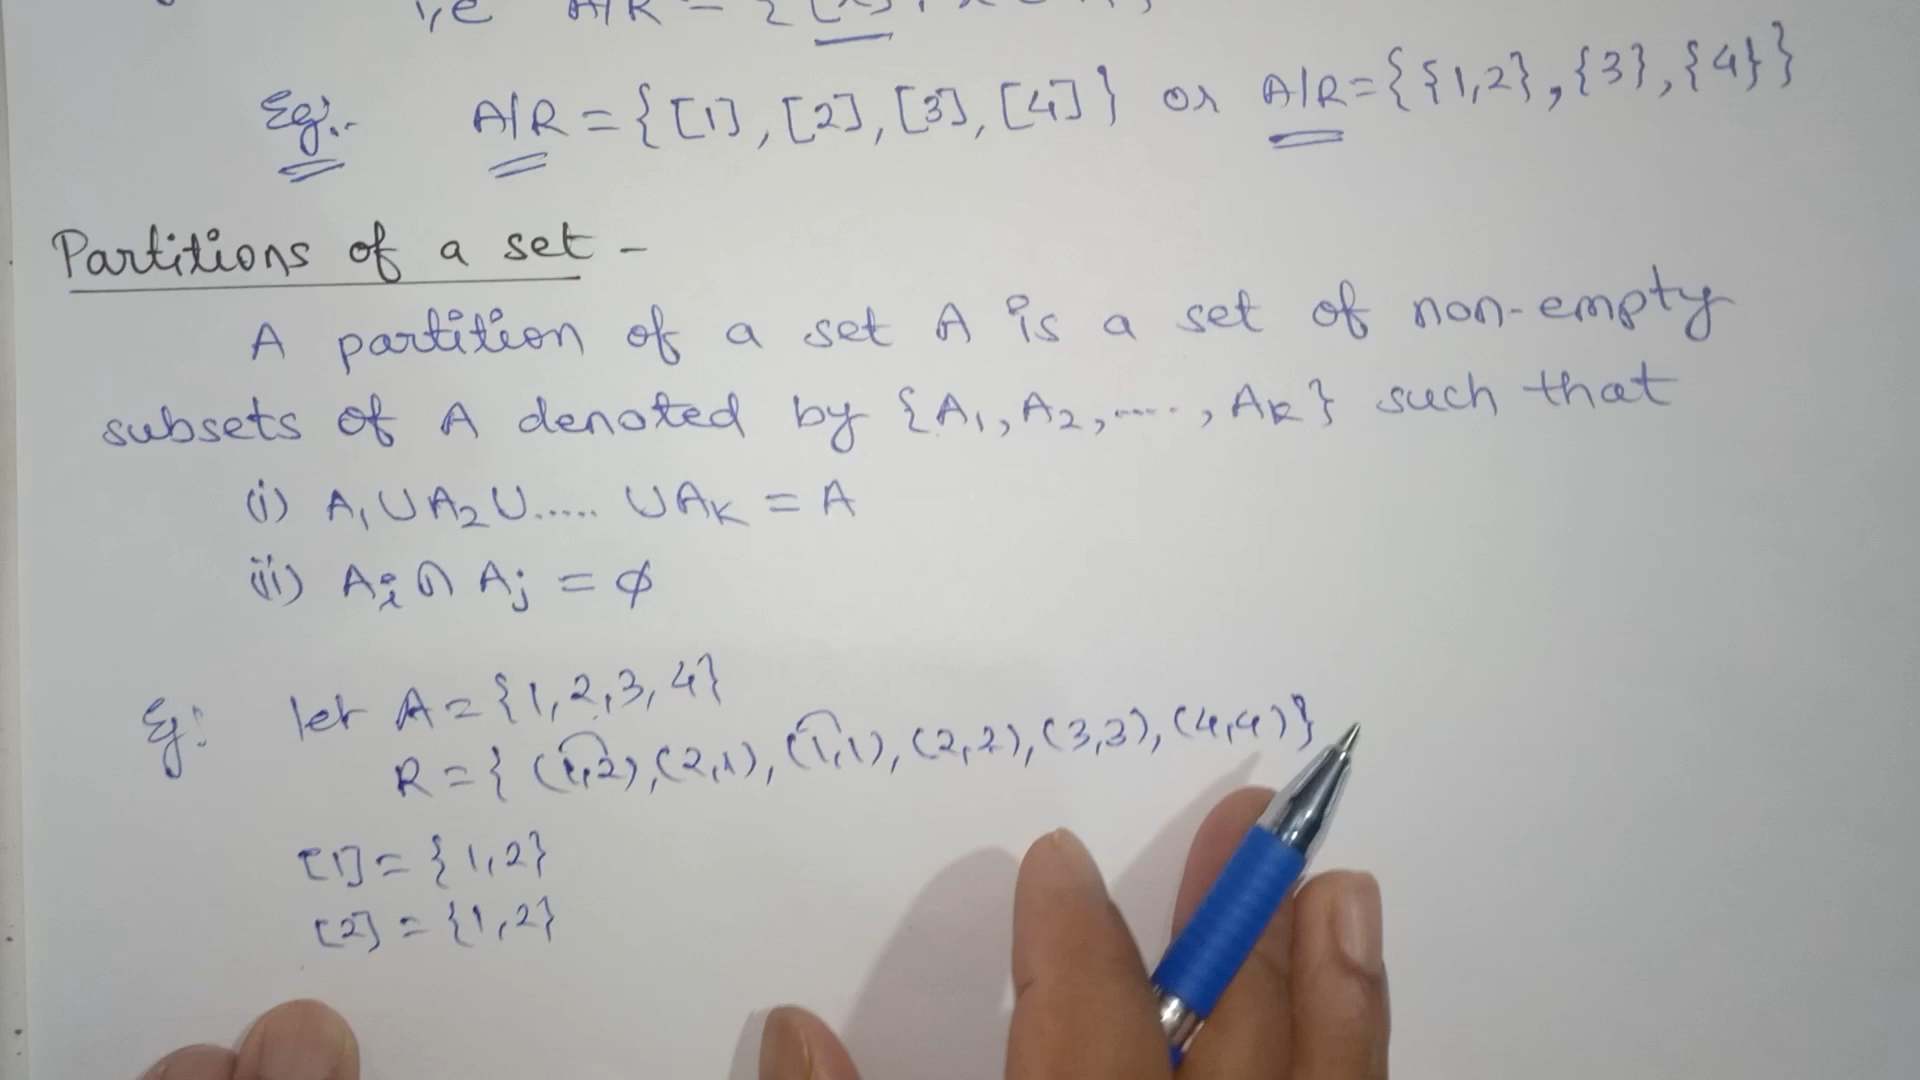 i,e A/R = {[x]
Eg:- A/R = {[1], [2], [3], [4]} or A/R = {{1,2}, {3}, {4}}
Partitions of a set -
A partition of a set A is a set of non-empty
subsets of A denoted by {A₁, A₂, ....., Aₖ} such that
(i) A₁ ∪ A₂ ∪ ..... ∪ Aₖ = A
(ii) Aᵢ ∩ Aⱼ = ϕ
Eg: let A = {1,2,3,4}
R = { (1,2), (2,1), (1,1), (2,2), (3,3), (4,4)}
[1] = {1,2}
[2] = {1,2}